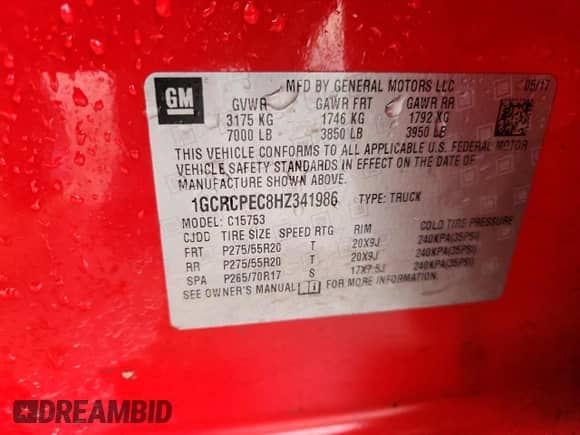 GM
MFD BY GENERAL MOTORS LLC 05/17
GVWR GAWR FRT GAWR RR
3175 KG 1746 KG 1792 KG
7000 LB 3850 LB 3950 LB
THIS VEHICLE CONFORMS TO ALL APPLICABLE U.S. FEDERAL MOTOR
VEHICLE SAFETY STANDARDS IN EFFECT ON THE DATE OF
MANUFACTURE SHOWN ABOVE.
1GCRCPEC8HZ341986 TYPE: TRUCK
MODEL: C15753
CJDD TIRE SIZE SPEED RTG RIM COLD TIRE PRESSURE
FRT P275/55R20 T 20X9J 240KPA(35PSI)
RR P275/55R20 T 20X9J 240KPA(35PSI)
SPA P265/70R17 S 17X7.5J 240KPA(35PSI)
SEE OWNER'S MANUAL FOR MORE INFORMATION.
DREAMBID